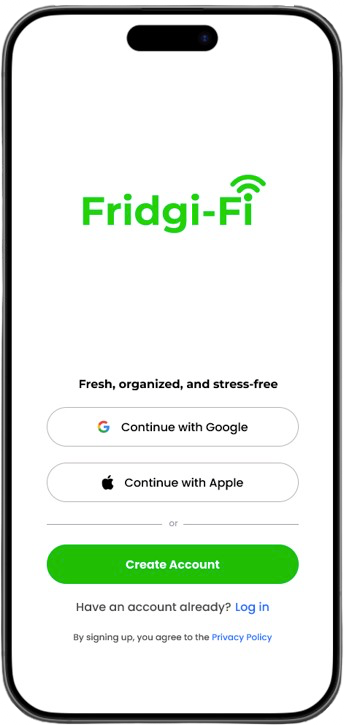 Fridgi-Fi
Fresh, organized, and stress-free
Continue with Google
Continue with Apple
or
Create Account
Have an account already? Log in
By signing up, you agree to the Privacy Policy